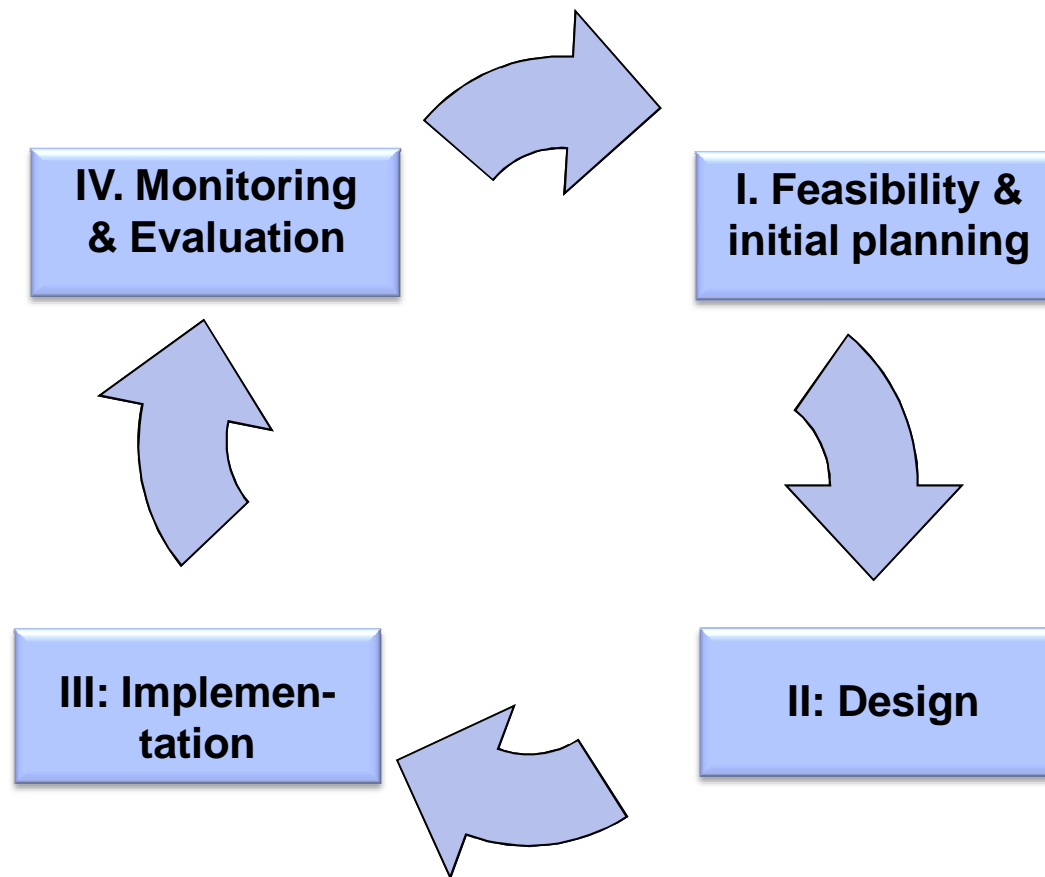 IV. Monitoring
& Evaluation
I. Feasibility &
initial planning
III: Implemen-
tation
II: Design